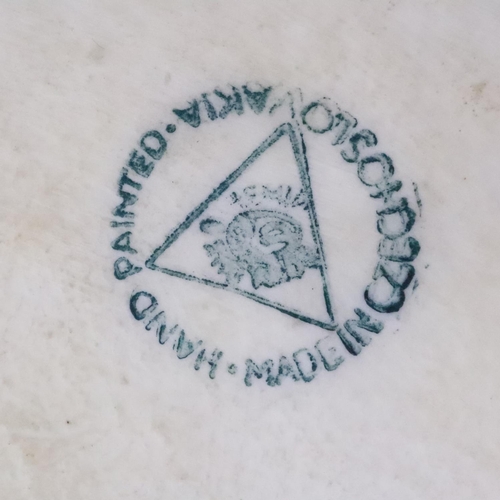 MADE IN CZECHOSLOVAKIA · HAND PAINTED ·